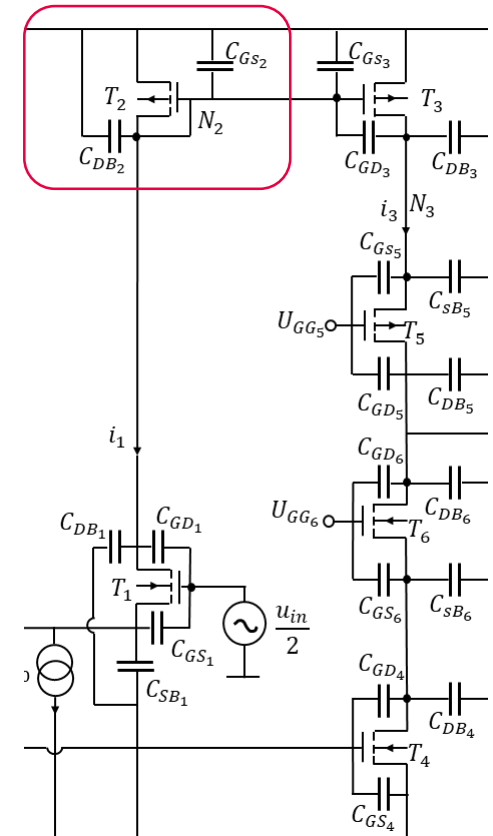 C_{Gs_2}
C_{Gs_3}
T_2
N_2
T_3
C_{DB_2}
C_{GD_3}
C_{DB_3}
i_3
N_3
C_{Gs_5}
C_{sB_5}
U_{GG_5}
T_5
C_{GD_5}
C_{DB_5}
i_1
C_{GD_6}
C_{DB_6}
C_{DB_1}
C_{GD_1}
U_{GG_6}
T_6
T_1
u_{in}
2
C_{GS_6}
C_{sB_6}
C_{GS_1}
C_{SB_1}
C_{GD_4}
C_{DB_4}
T_4
C_{GS_4}